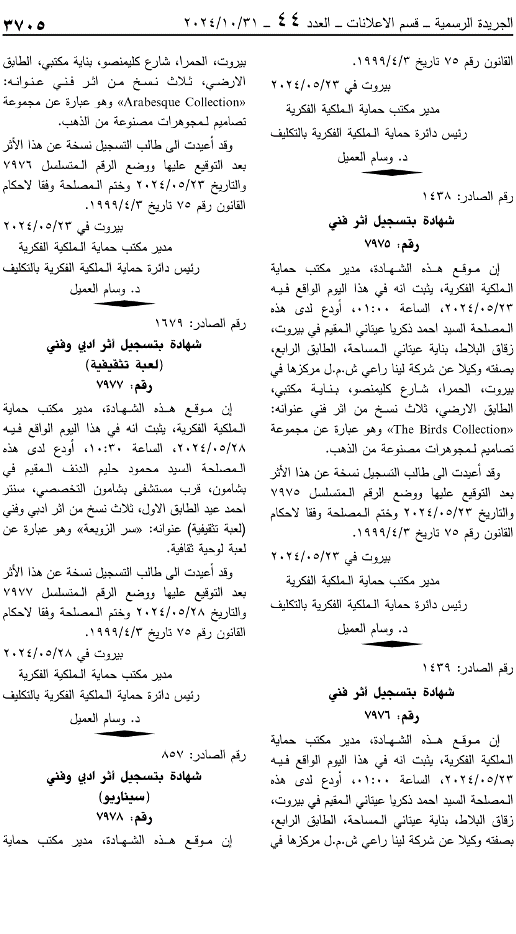 الجريدة الرسمية ــ قسم الاعلانات ــ العدد ٤٤ ــ ٢٠٢٤/١٠/٣١
٣٧٠٥
القانون رقم ٧٥ تاريخ ١٩٩٩/٤/٣.
بيروت في ٢٠٢٤/٠٥/٢٣
مدير مكتب حماية الملكية الفكرية
رئيس دائرة حماية الملكية الفكرية بالتكليف
د. وسام العميل
رقم الصادر: ١٤٣٨
شهادة بتسجيل أثر فني
رقم: ٧٩٧٥
إن موقع هذه الشهادة، مدير مكتب حماية
الملكية الفكرية، يثبت انه في هذا اليوم الواقع فيه
٢٠٢٤/٠٥/٢٣، الساعة ٠١:٠٠، أودع لدى هذه
المصلحة السيد احمد ذكريا عيتاني المقيم في بيروت،
زقاق البلاط، بناية عيتاني المساحة، الطابق الرابع،
بصفته وكيلا عن شركة لينا راعي ش.م.ل مركزها في
بيروت، الحمرا، شارع كليمنصو، بناية مكتبي،
الطابق الارضي، ثلاث نسخ من اثر فني عنوانه:
«The Birds Collection» وهو عبارة عن مجموعة
تصاميم لمجوهرات مصنوعة من الذهب.
وقد أعيدت الى طالب التسجيل نسخة عن هذا الأثر
بعد التوقيع عليها ووضع الرقم المتسلسل ٧٩٧٥
والتاريخ ٢٠٢٤/٠٥/٢٣ وختم المصلحة وفقا لاحكام
القانون رقم ٧٥ تاريخ ١٩٩٩/٤/٣.
بيروت في ٢٠٢٤/٠٥/٢٣
مدير مكتب حماية الملكية الفكرية
رئيس دائرة حماية الملكية الفكرية بالتكليف
د. وسام العميل
رقم الصادر: ١٤٣٩
شهادة بتسجيل أثر فني
رقم: ٧٩٧٦
إن موقع هذه الشهادة، مدير مكتب حماية
الملكية الفكرية، يثبت انه في هذا اليوم الواقع فيه
٢٠٢٤/٠٥/٢٣، الساعة ٠١:٠٠، أودع لدى هذه
المصلحة السيد احمد ذكريا عيتاني المقيم في بيروت،
زقاق البلاط، بناية عيتاني المساحة، الطابق الرابع،
بصفته وكيلا عن شركة لينا راعي ش.م.ل مركزها في
بيروت، الحمرا، شارع كليمنصو، بناية مكتبي، الطابق
الارضي، ثلاث نسخ من اثر فني عنوانه:
«Arabesque Collection» وهو عبارة عن مجموعة
تصاميم لمجوهرات مصنوعة من الذهب.
وقد أعيدت الى طالب التسجيل نسخة عن هذا الأثر
بعد التوقيع عليها ووضع الرقم المتسلسل ٧٩٧٦
والتاريخ ٢٠٢٤/٠٥/٢٣ وختم المصلحة وفقا لاحكام
القانون رقم ٧٥ تاريخ ١٩٩٩/٤/٣.
بيروت في ٢٠٢٤/٠٥/٢٣
مدير مكتب حماية الملكية الفكرية
رئيس دائرة حماية الملكية الفكرية بالتكليف
د. وسام العميل
رقم الصادر: ١٦٧٩
شهادة بتسجيل أثر ادبي وفني
(لعبة تثقيفية)
رقم: ٧٩٧٧
إن موقع هذه الشهادة، مدير مكتب حماية
الملكية الفكرية، يثبت انه في هذا اليوم الواقع فيه
٢٠٢٤/٠٥/٢٨، الساعة ١٠:٣٠، أودع لدى هذه
المصلحة السيد محمود حليم الدنف المقيم في
بشامون، قرب مستشفى بشامون التخصصي، سنتر
احمد عيد الطابق الاول، ثلاث نسخ من اثر ادبي وفني
(لعبة تثقيفية) عنوانه: «سر الزوبعة» وهو عبارة عن
لعبة لوحية ثقافية.
وقد أعيدت الى طالب التسجيل نسخة عن هذا الأثر
بعد التوقيع عليها ووضع الرقم المتسلسل ٧٩٧٧
والتاريخ ٢٠٢٤/٠٥/٢٨ وختم المصلحة وفقا لاحكام
القانون رقم ٧٥ تاريخ ١٩٩٩/٤/٣.
بيروت في ٢٠٢٤/٠٥/٢٨
مدير مكتب حماية الملكية الفكرية
رئيس دائرة حماية الملكية الفكرية بالتكليف
د. وسام العميل
رقم الصادر: ٨٥٧
شهادة بتسجيل أثر ادبي وفني
(سيناريو)
رقم: ٧٩٧٨
إن موقع هذه الشهادة، مدير مكتب حماية